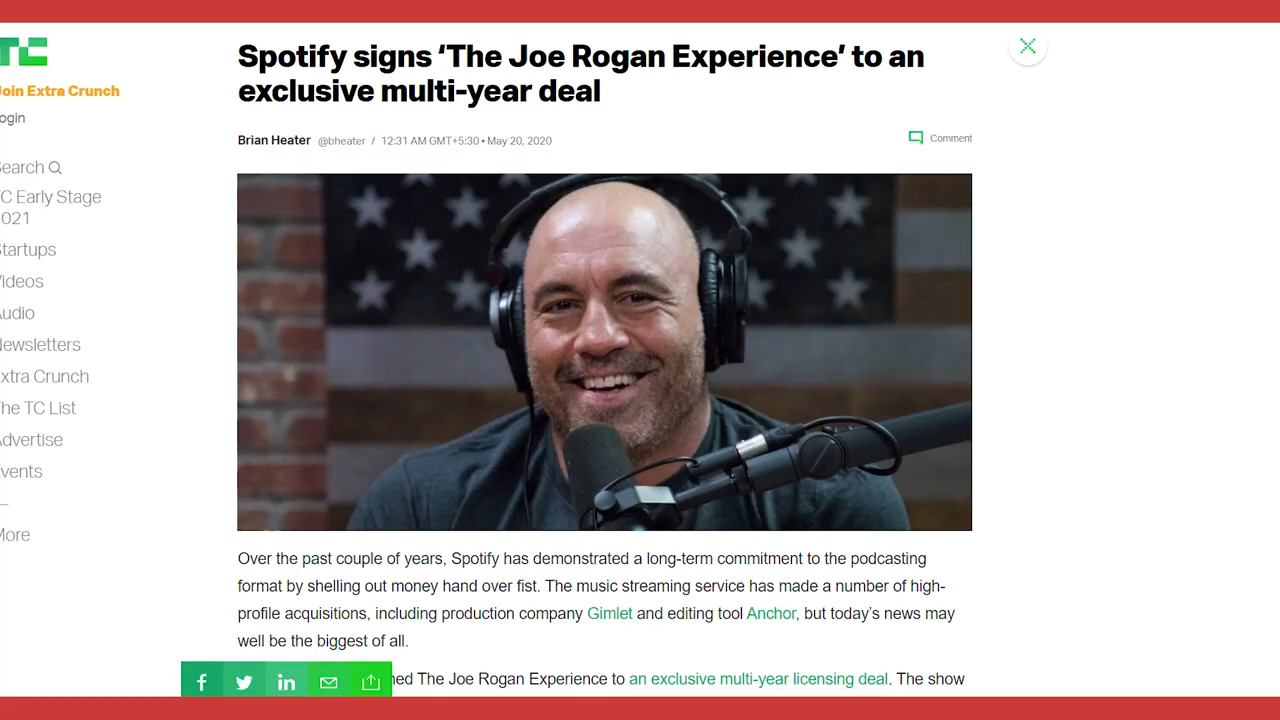 Spotify signs ‘The Joe Rogan Experience’ to an
exclusive multi-year deal
Brian Heater @bheater / 12:31 AM GMT+5:30 • May 20, 2020
Comment
TC
Join Extra Crunch
ogin
earch
C Early Stage
021
tartups
ideos
udio
ewsletters
xtra Crunch
he TC List
Advertise
vents
More
Over the past couple of years, Spotify has demonstrated a long-term commitment to the podcasting
format by shelling out money hand over fist. The music streaming service has made a number of high-
profile acquisitions, including production company Gimlet and editing tool Anchor, but today’s news may
well be the biggest of all.
ned The Joe Rogan Experience to an exclusive multi-year licensing deal. The show